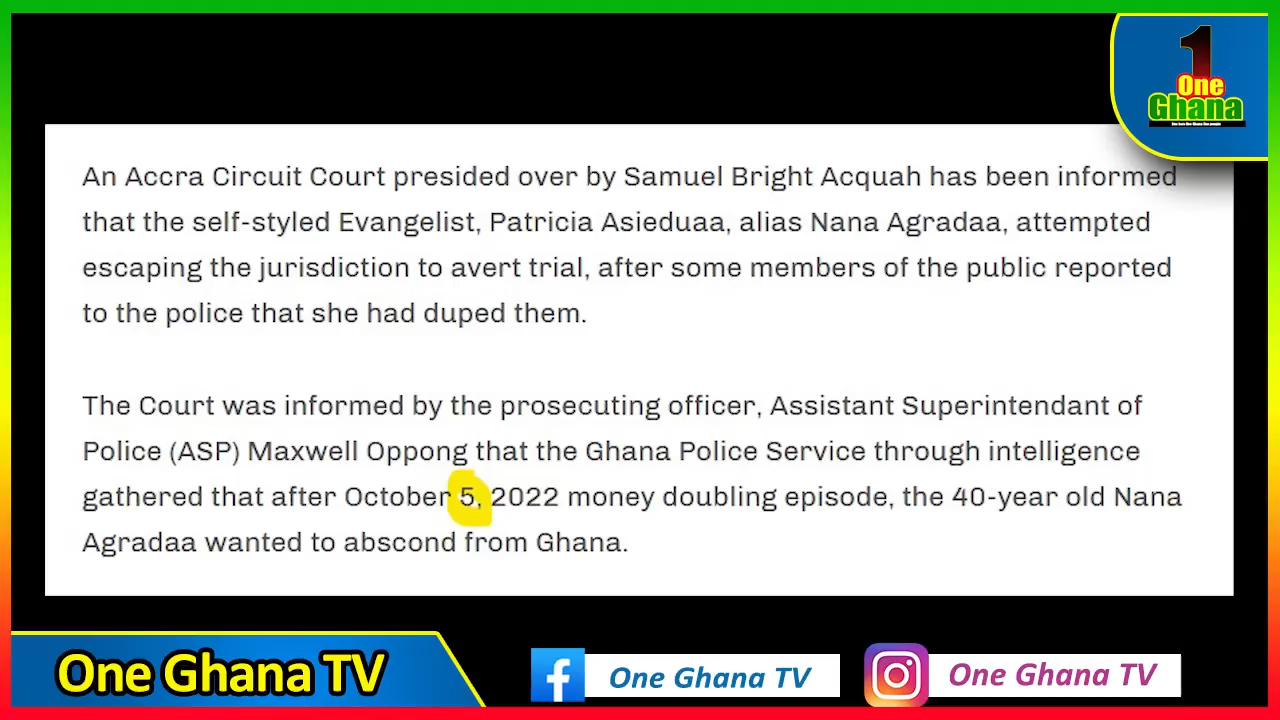 1
One
Ghana
An Accra Circuit Court presided over by Samuel Bright Acquah has been informed
that the self-styled Evangelist, Patricia Asieduaa, alias Nana Agradaa, attempted
escaping the jurisdiction to avert trial, after some members of the public reported
to the police that she had duped them.
The Court was informed by the prosecuting officer, Assistant Superintendant of
Police (ASP) Maxwell Oppong that the Ghana Police Service through intelligence
gathered that after October 5, 2022 money doubling episode, the 40-year old Nana
Agradaa wanted to abscond from Ghana.
One Ghana TV
One Ghana TV
One Ghana TV